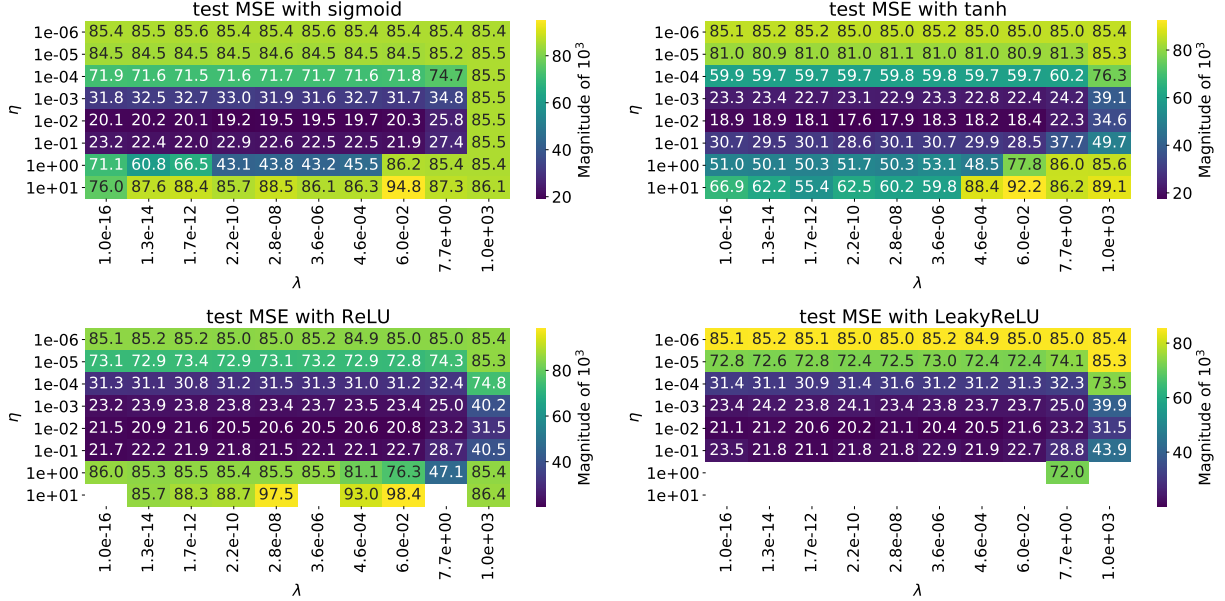 test MSE with sigmoid
1e-06 85.4 85.5 85.6 85.4 85.4 85.5 85.4 85.4 85.4 85.4
1e-05 84.5 84.5 84.5 84.5 84.6 84.5 84.5 84.5 85.2 85.5
1e-04 71.9 71.6 71.5 71.6 71.7 71.7 71.6 71.8 74.7 85.5
1e-03 31.8 32.5 32.7 33.0 31.9 31.6 32.7 31.7 34.8 85.5
1e-02 20.1 20.2 20.1 19.2 19.5 19.5 19.7 20.3 25.8 85.5
1e-01 23.2 22.4 22.0 22.9 22.6 22.9 21.5 21.9 27.4 85.5
1e+00 71.1 60.8 66.5 43.1 43.8 43.2 45.5 86.2 85.4 85.4
1e+01 76.0 87.6 88.4 85.7 88.5 86.1 86.3 94.8 87.3 86.1
η
1.0e-16 1.3e-14 1.7e-12 2.2e-10 2.8e-08 3.6e-06 4.6e-04 6.0e-02 7.7e+00 1.0e+03
λ
80
60
40
20
Magnitude of 10³
test MSE with tanh
1e-06 85.1 85.2 85.2 85.0 85.0 85.2 85.0 85.0 85.0 85.4
1e-05 81.0 80.9 81.0 81.1 81.0 81.0 81.0 80.9 81.3 85.3
1e-04 59.9 59.7 59.7 59.7 59.8 59.8 59.7 59.7 60.2 76.3
1e-03 23.3 23.4 22.7 23.1 22.9 23.3 22.8 22.4 24.2 39.1
1e-02 18.9 18.9 18.1 17.6 17.9 18.3 18.2 18.4 22.3 34.6
1e-01 30.7 29.5 30.1 28.6 30.1 30.7 29.9 28.5 37.7 49.7
1e+00 51.0 50.1 50.3 51.7 50.3 53.1 48.5 77.8 86.0 85.6
1e+01 66.9 62.2 55.4 62.5 60.2 59.8 88.4 92.2 86.2 89.1
η
1.0e-16 1.3e-14 1.7e-12 2.2e-10 2.8e-08 3.6e-06 4.6e-04 6.0e-02 7.7e+00 1.0e+03
λ
80
60
40
20
Magnitude of 10³
test MSE with ReLU
1e-06 85.1 85.2 85.2 85.0 85.0 85.2 84.9 85.0 85.0 85.4
1e-05 73.1 72.9 73.4 72.9 73.1 73.2 72.9 72.8 74.3 85.3
1e-04 31.3 31.1 30.8 31.2 31.5 31.3 31.0 31.2 32.4 74.8
1e-03 23.2 23.9 23.8 23.8 23.4 23.7 23.5 23.4 25.0 40.2
1e-02 21.5 20.9 21.6 20.5 20.6 20.6 20.8 20.6 23.2 31.5
1e-01 21.7 22.2 21.9 21.8 21.5 22.1 22.1 22.7 28.7 40.5
1e+00 86.0 85.3 85.5 85.4 85.5 85.5 81.1 76.3 47.1 85.4
1e+01 85.7 88.3 88.7 97.5 93.0 98.4 86.4
η
1.0e-16 1.3e-14 1.7e-12 2.2e-10 2.8e-08 3.6e-06 4.6e-04 6.0e-02 7.7e+00 1.0e+03
λ
80
60
40
Magnitude of 10³
test MSE with LeakyReLU
1e-06 85.1 85.2 85.1 85.0 85.0 85.2 84.9 85.0 85.0 85.4
1e-05 72.8 72.6 72.8 72.4 72.5 73.0 72.4 72.4 74.1 85.3
1e-04 31.4 31.1 30.9 31.4 31.6 31.2 31.2 31.3 32.3 73.5
1e-03 23.4 24.2 23.8 24.1 23.4 23.8 23.7 23.7 25.0 39.9
1e-02 21.1 21.2 20.6 20.2 21.1 20.4 20.5 21.6 23.2 31.5
1e-01 23.5 21.8 21.1 21.8 21.8 22.9 21.9 22.7 28.8 43.9
1e+00 72.0
1e+01
η
1.0e-16 1.3e-14 1.7e-12 2.2e-10 2.8e-08 3.6e-06 4.6e-04 6.0e-02 7.7e+00 1.0e+03
λ
80
60
40
Magnitude of 10³